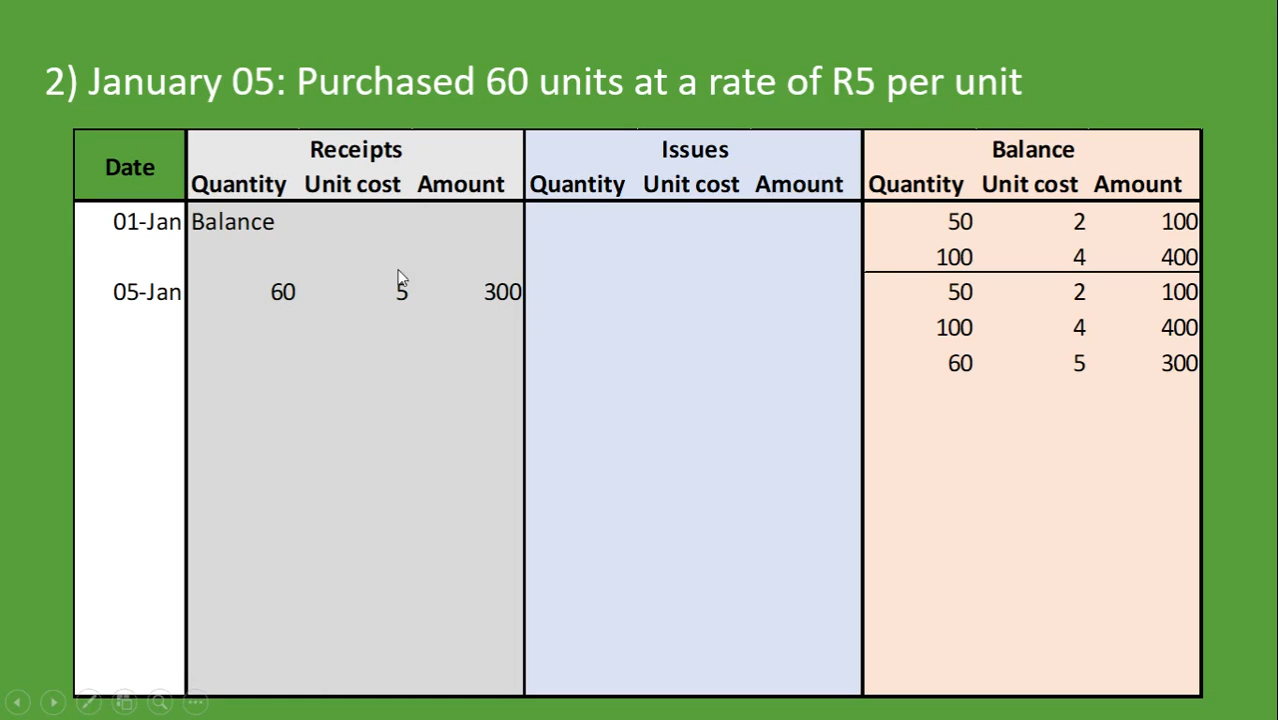 2) January 05: Purchased 60 units at a rate of R5 per unit
Date Receipts Issues Balance
Quantity Unit cost Amount Quantity Unit cost Amount Quantity Unit cost Amount
01-Jan Balance 50 2 100
100 4 400
05-Jan 60 5 300 50 2 100
100 4 400
60 5 300